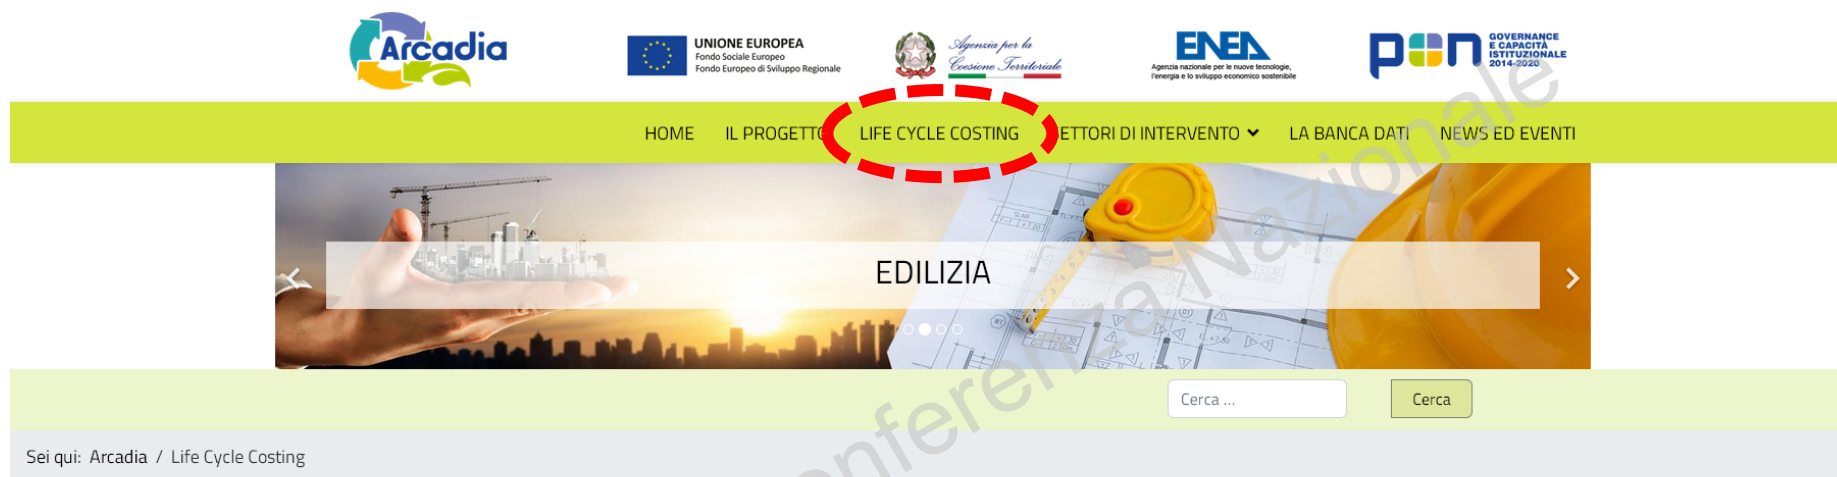 Arcadia
UNIONE EUROPEA
Fondo Sociale Europeo
Fondo Europeo di Sviluppo Regionale
Agenzia per la
Coesione Territoriale
ENEA
Agenzia nazionale per le nuove tecnologie,
l'energia e lo sviluppo economico sostenibile
pon
GOVERNANCE
E CAPACITÀ
ISTITUZIONALE
2014-2020
HOME IL PROGETTO LIFE CYCLE COSTING SETTORI DI INTERVENTO LA BANCA DATI NEWS ED EVENTI
EDILIZIA
Cerca ... Cerca
Sei qui: Arcadia / Life Cycle Costing
onferenza Nazionale